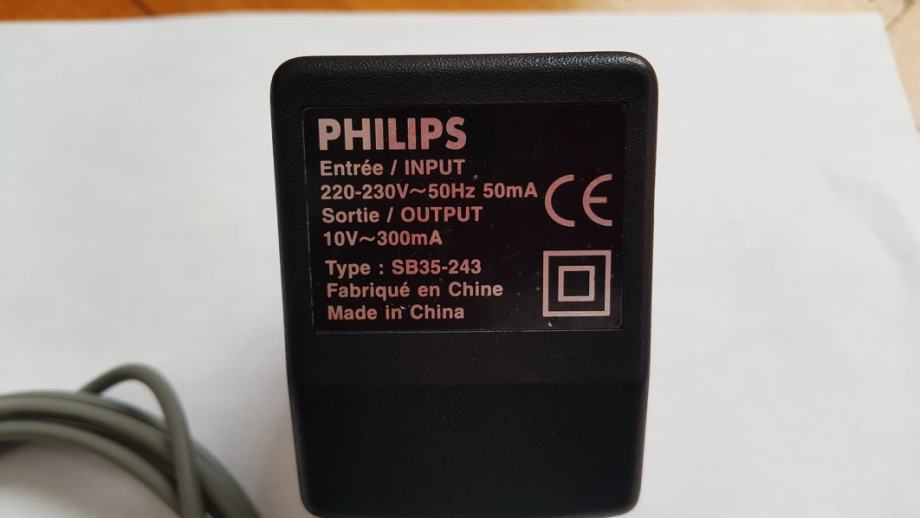 PHILIPS
Entrée / INPUT
220-230V~50Hz 50mA
CE
Sortie / OUTPUT
10V~300mA
Type : SB35-243
Fabriqué en Chine
Made in China